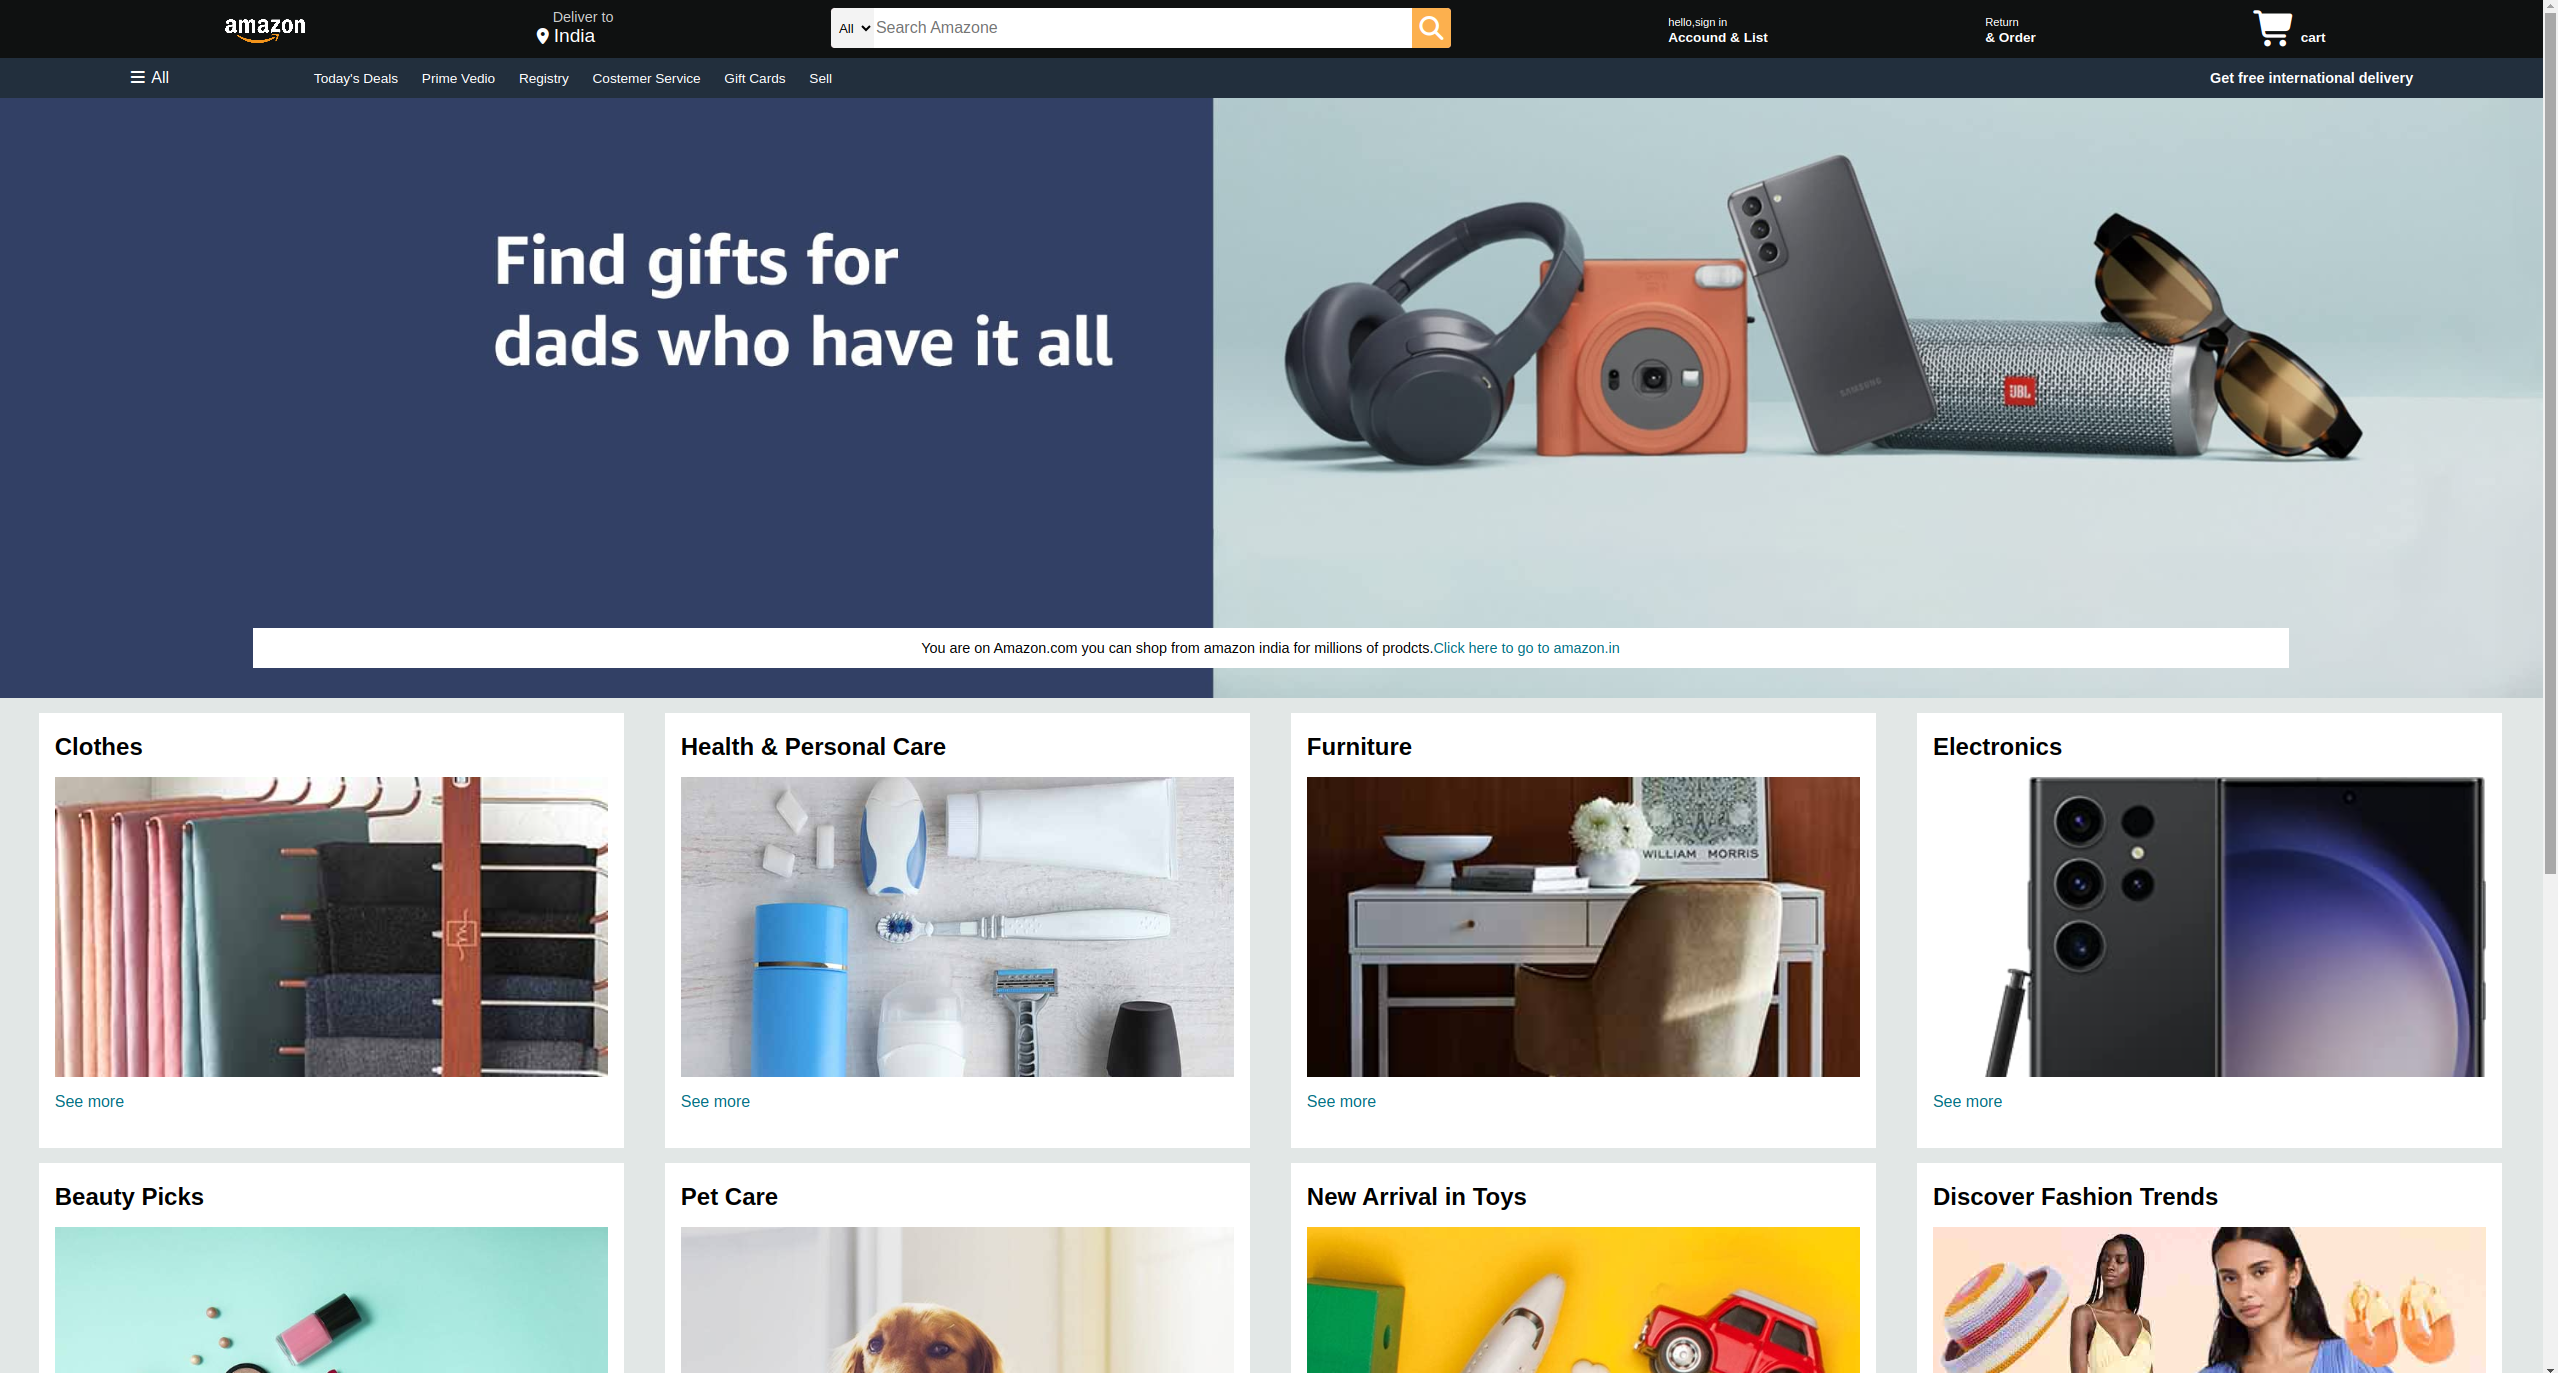 amazon
Deliver to
India
All
Search Amazone
hello,sign in
Accound & List
Return
& Order
cart
All
Today's Deals
Prime Vedio
Registry
Costemer Service
Gift Cards
Sell
Get free international delivery
Find gifts for
dads who have it all
SAMSUNG
JBL
You are on Amazon.com you can shop from amazon india for millions of prodcts.Click here to go to amazon.in
Clothes
Health & Personal Care
Furniture
Electronics
WILLIAM MORRIS
See more
See more
See more
See more
Beauty Picks
Pet Care
New Arrival in Toys
Discover Fashion Trends